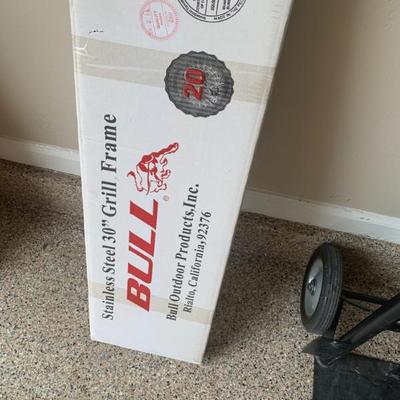 Stainless Steel 30" Grill Frame
BULL
®
Bull Outdoor Products,Inc.
Rialto, California,92376
20